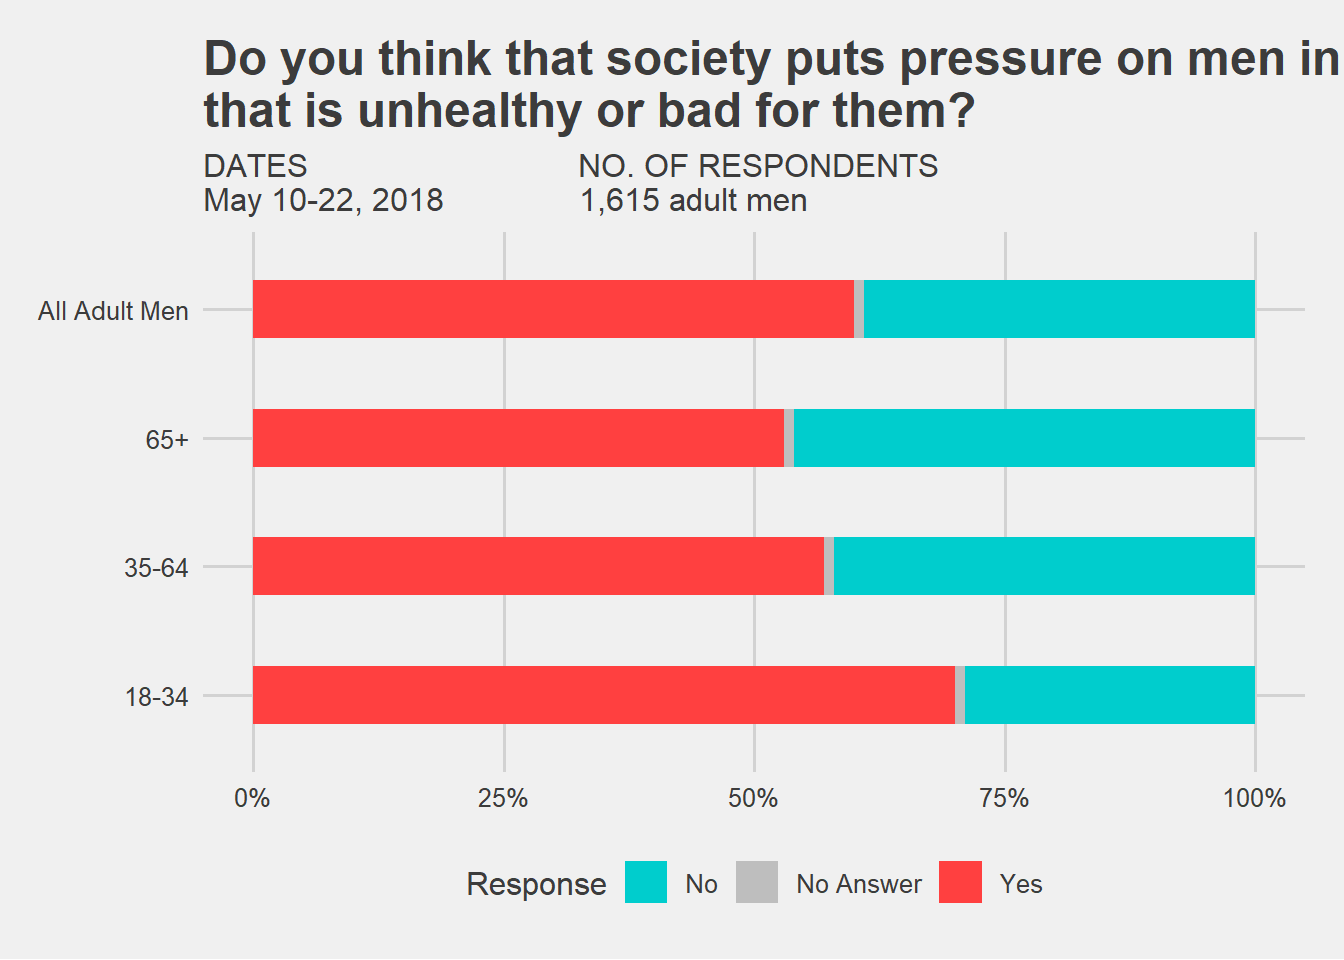 Do you think that society puts pressure on men in
that is unhealthy or bad for them?
DATES NO. OF RESPONDENTS
May 10-22, 2018 1,615 adult men
All Adult Men
65+
35-64
18-34
0% 25% 50% 75% 100%
Response No No Answer Yes